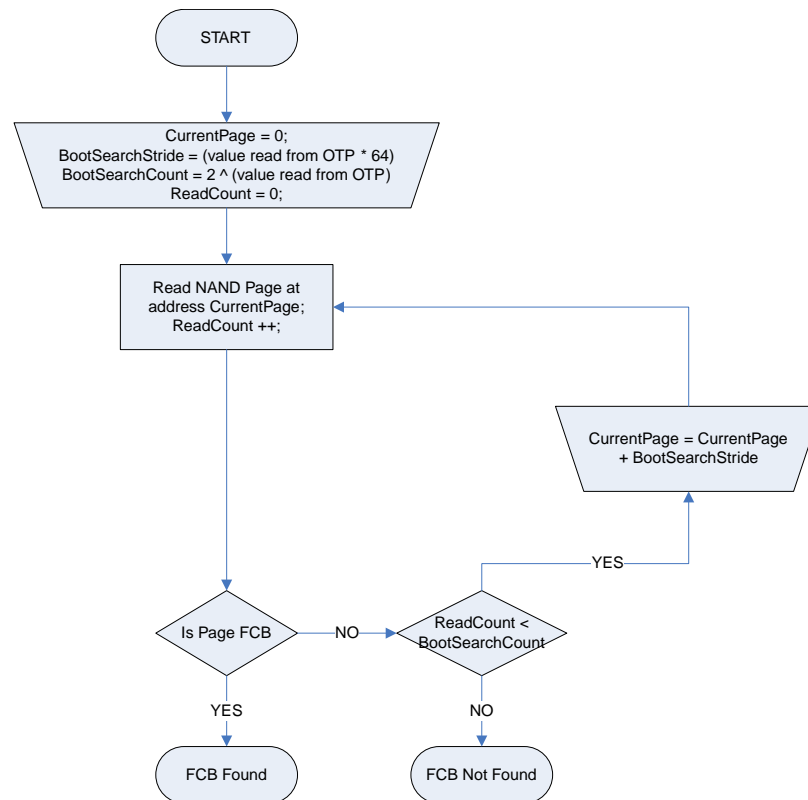 START
CurrentPage = 0;
BootSearchStride = (value read from OTP * 64)
BootSearchCount = 2 ^ (value read from OTP)
ReadCount = 0;
Read NAND Page at
address CurrentPage;
ReadCount ++;
CurrentPage = CurrentPage
+ BootSearchStride
YES
Is Page FCB
NO
ReadCount <
BootSearchCount
YES
NO
FCB Found
FCB Not Found